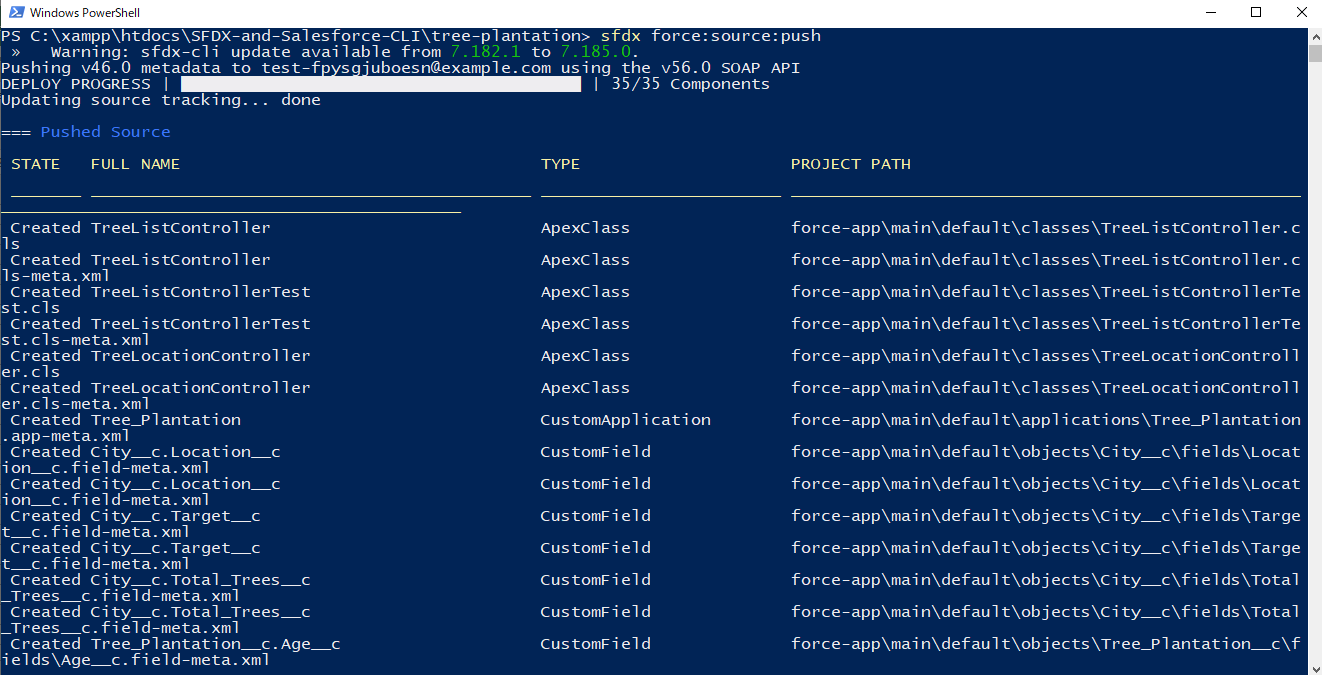 Windows PowerShell
PS C:\xampp\htdocs\SFDX-and-Salesforce-CLI\tree-plantation> sfdx force:source:push
» Warning: sfdx-cli update available from 7.182.1 to 7.185.0.
Pushing v46.0 metadata to test-fpysgjuboesn@example.com using the v56.0 SOAP API
DEPLOY PROGRESS | | 35/35 Components
Updating source tracking... done
=== Pushed Source
STATE FULL NAME TYPE PROJECT PATH
Created TreeListController ApexClass force-app\main\default\classes\TreeListController.c
ls
Created TreeListController ApexClass force-app\main\default\classes\TreeListController.c
ls-meta.xml
Created TreeListControllerTest ApexClass force-app\main\default\classes\TreeListControllerTe
st.cls
Created TreeListControllerTest ApexClass force-app\main\default\classes\TreeListControllerTe
st.cls-meta.xml
Created TreeLocationController ApexClass force-app\main\default\classes\TreeLocationControll
er.cls
Created TreeLocationController ApexClass force-app\main\default\classes\TreeLocationControll
er.cls-meta.xml
Created Tree_Plantation CustomApplication force-app\main\default\applications\Tree_Plantation
.app-meta.xml
Created City__c.Location__c CustomField force-app\main\default\objects\City__c\fields\Locat
ion__c.field-meta.xml
Created City__c.Location__c CustomField force-app\main\default\objects\City__c\fields\Locat
ion__c.field-meta.xml
Created City__c.Target__c CustomField force-app\main\default\objects\City__c\fields\Targe
t__c.field-meta.xml
Created City__c.Target__c CustomField force-app\main\default\objects\City__c\fields\Targe
t__c.field-meta.xml
Created City__c.Total_Trees__c CustomField force-app\main\default\objects\City__c\fields\Total
_Trees__c.field-meta.xml
Created City__c.Total_Trees__c CustomField force-app\main\default\objects\City__c\fields\Total
_Trees__c.field-meta.xml
Created Tree_Plantation__c.Age__c CustomField force-app\main\default\objects\Tree_Plantation__c\f
ields\Age__c.field-meta.xml